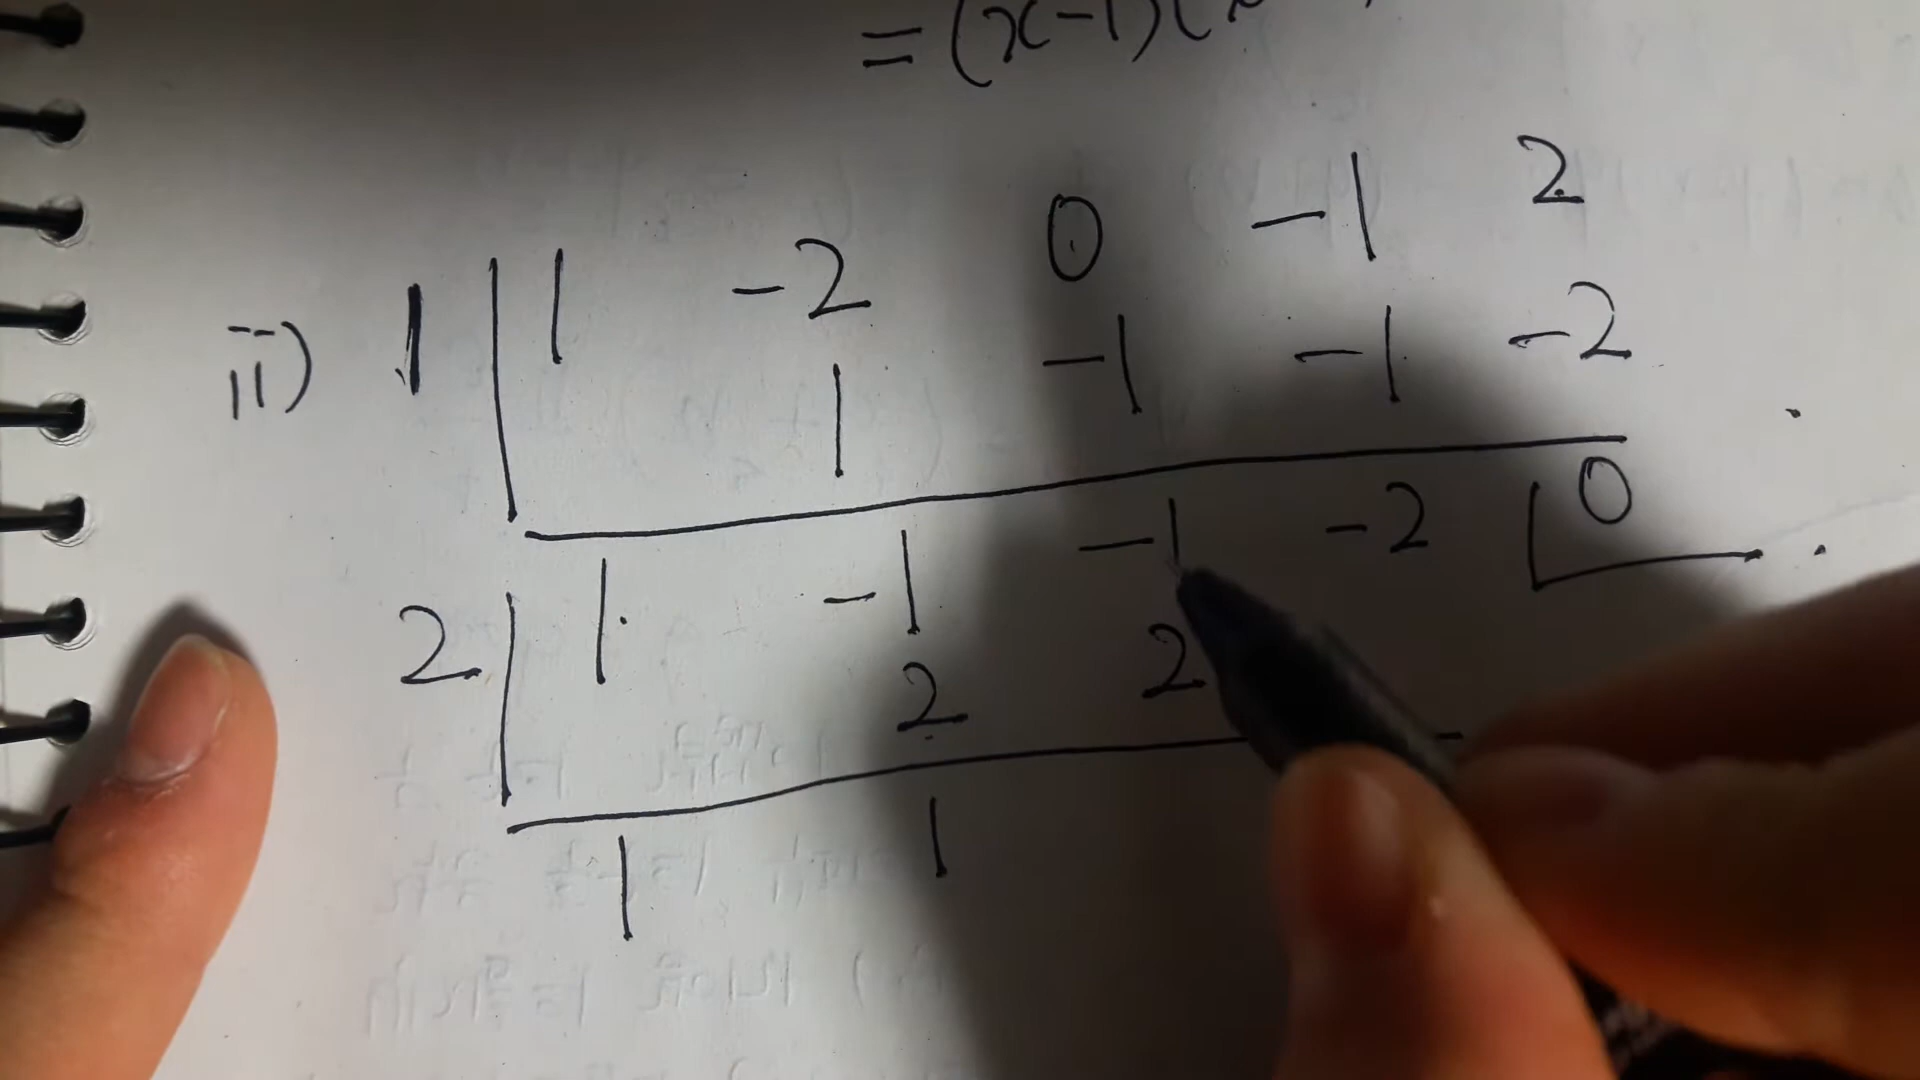 = (x-1)(
ii) 1 | 1 -2 0 -1 2
1 -1 -1 -2
1 -1 -1 -2 0
2 | 2 2
1 1